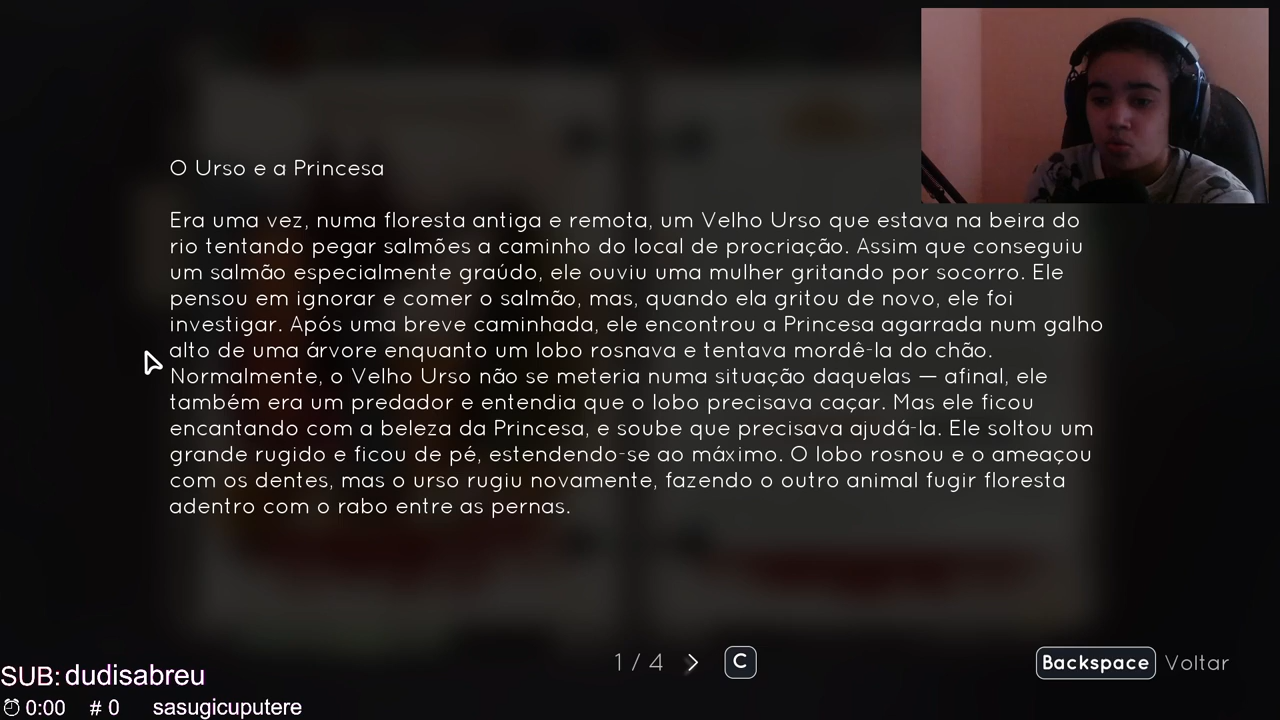 O Urso e a Princesa
Era uma vez, numa floresta antiga e remota, um Velho Urso que estava na beira do
rio tentando pegar salmões a caminho do local de procriação. Assim que conseguiu
um salmão especialmente graúdo, ele ouviu uma mulher gritando por socorro. Ele
pensou em ignorar e comer o salmão, mas, quando ela gritou de novo, ele foi
investigar. Após uma breve caminhada, ele encontrou a Princesa agarrada num galho
alto de uma árvore enquanto um lobo rosnava e tentava mordê-la do chão.
Normalmente, o Velho Urso não se meteria numa situação daquelas — afinal, ele
também era um predador e entendia que o lobo precisava caçar. Mas ele ficou
encantando com a beleza da Princesa, e soube que precisava ajudá-la. Ele soltou um
grande rugido e ficou de pé, estendendo-se ao máximo. O lobo rosnou e o ameaçou
com os dentes, mas o urso rugiu novamente, fazendo o outro animal fugir floresta
adentro com o rabo entre as pernas.
1 / 4 > C
Backspace Voltar
SUB: dudisabreu
0:00 # 0 sasugicuputere